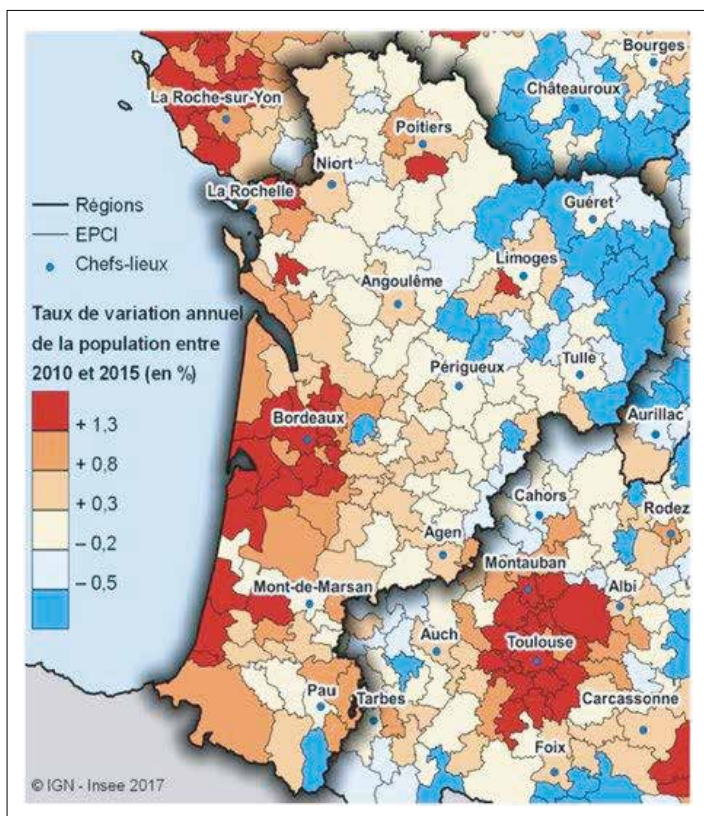 Bourges
Châteauroux
La Roche-sur-Yon
Poitiers
Niort
La Rochelle
Guéret
Régions
EPCI
Chefs-lieux
Limoges
Angoulême
Taux de variation annuel
de la population entre
2010 et 2015 (en %)
Périgueux
Tulle
+ 1,3
+ 0,8
+ 0,3
– 0,2
– 0,5
Bordeaux
Aurillac
Cahors
Rodez
Agen
Montauban
Albi
Mont-de-Marsan
Auch
Toulouse
Pau
Tarbes
Carcassonne
Foix
© IGN - Insee 2017